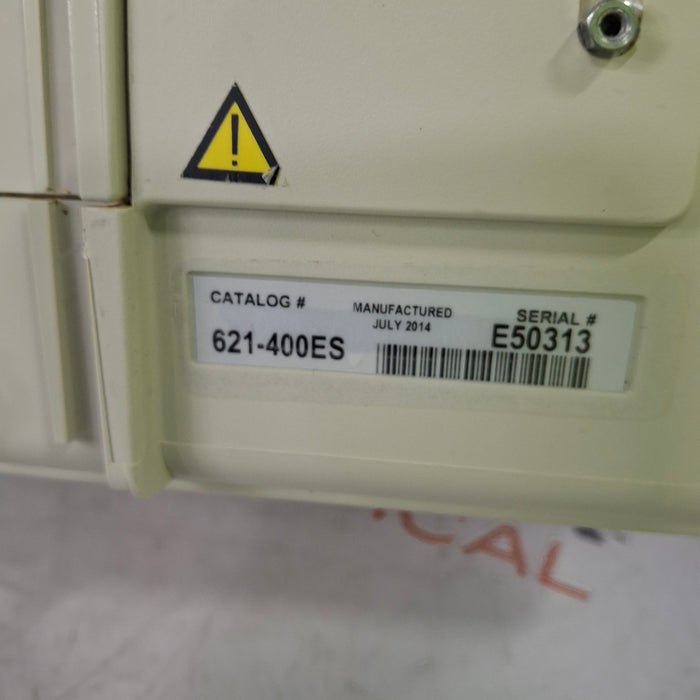 !
CATALOG #
MANUFACTURED
JULY 2014
SERIAL #
621-400ES
E50313